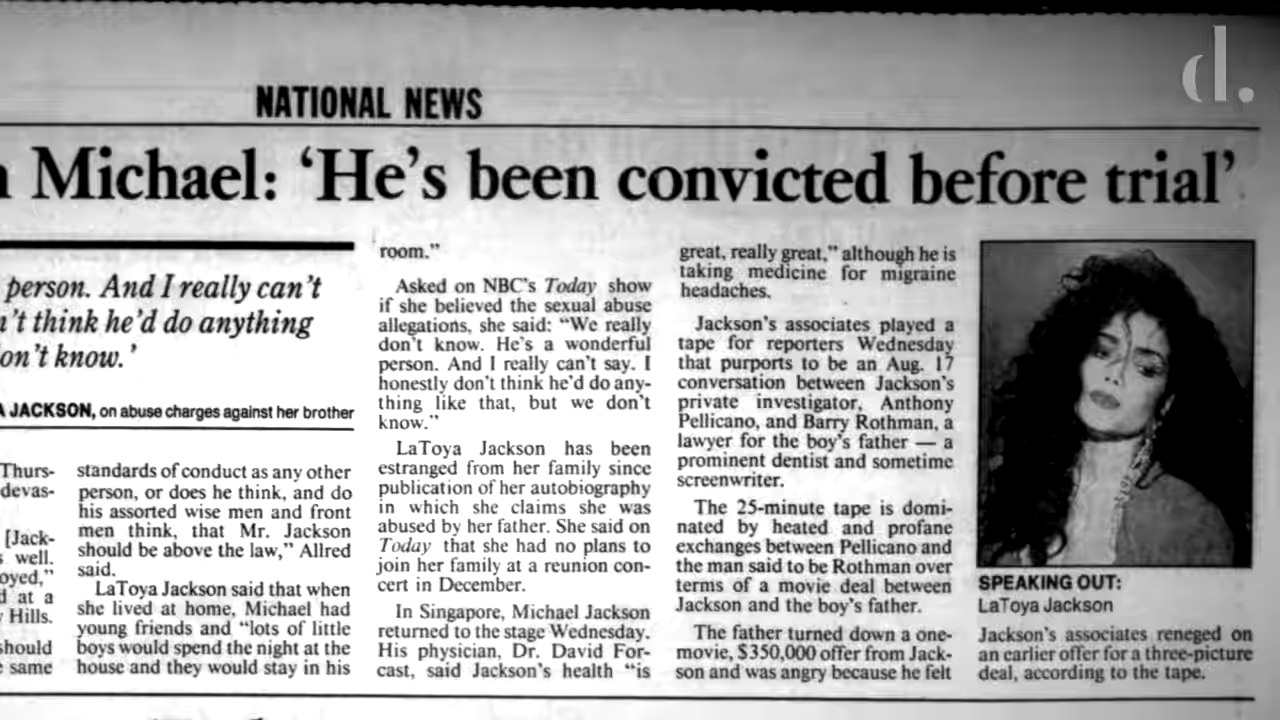 d.
NATIONAL NEWS
Michael: ‘He’s been convicted before trial’
person. And I really can’t
think he’d do anything
know.’
JACKSON, on abuse charges against her brother
Thurs-
devas-
[Jack-
well.
oyed,”
at a
Hills.
should
same
standards of conduct as any other
person, or does he think, and do
his assorted wise men and front
men think, that Mr. Jackson
should be above the law,” Allred
said.
LaToya Jackson said that when
she lived at home, Michael had
young friends and “lots of little
boys would spend the night at the
house and they would stay in his
room.”
Asked on NBC’s Today show
if she believed the sexual abuse
allegations, she said: “We really
don’t know. He’s a wonderful
person. And I really can’t say. I
honestly don’t think he’d do any-
thing like that, but we don’t
know.”
LaToya Jackson has been
estranged from her family since
publication of her autobiography
in which she claims she was
abused by her father. She said on
Today that she had no plans to
join her family at a reunion con-
cert in December.
In Singapore, Michael Jackson
returned to the stage Wednesday.
His physician, Dr. David For-
cast, said Jackson’s health “is
great, really great,” although he is
taking medicine for migraine
headaches.
Jackson’s associates played a
tape for reporters Wednesday
that purports to be an Aug. 17
conversation between Jackson’s
private investigator, Anthony
Pellicano, and Barry Rothman, a
lawyer for the boy’s father — a
prominent dentist and sometime
screenwriter.
The 25-minute tape is domi-
nated by heated and profane
exchanges between Pellicano and
the man said to be Rothman over
terms of a movie deal between
Jackson and the boy’s father.
The father turned down a one-
movie, $350,000 offer from Jack-
son and was angry because he felt
SPEAKING OUT:
LaToya Jackson
Jackson’s associates reneged on
an earlier offer for a three-picture
deal, according to the tape.